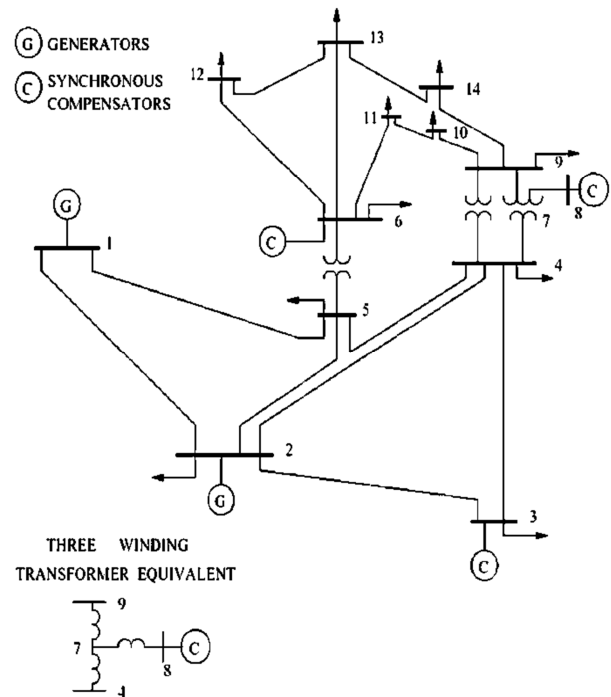 G GENERATORS
C SYNCHRONOUS
COMPENSATORS
13
12
14
11
10
9
C
8
7
G
1
6
C
4
5
2
G
3
C
THREE WINDING
TRANSFORMER EQUIVALENT
9
7
C
8
4